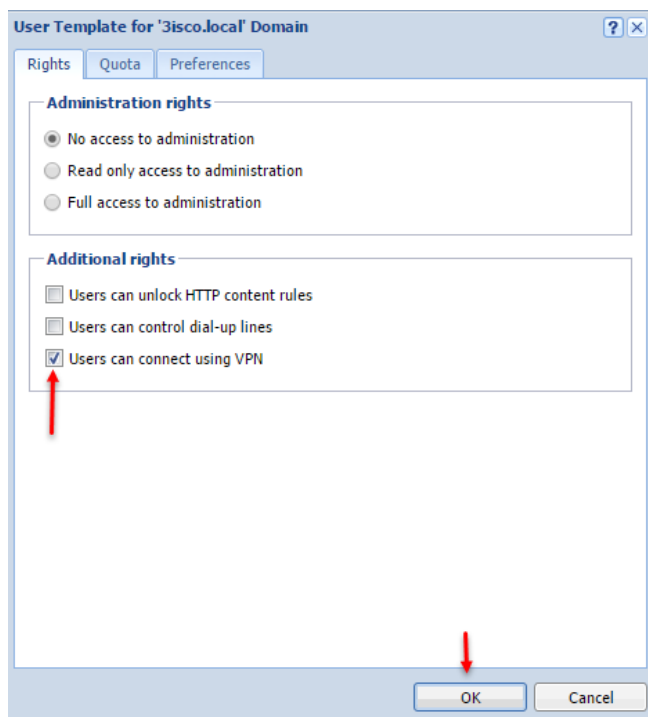 User Template for '3isco.local' Domain
Rights Quota Preferences
Administration rights
No access to administration
Read only access to administration
Full access to administration
Additional rights
Users can unlock HTTP content rules
Users can control dial-up lines
Users can connect using VPN
OK Cancel